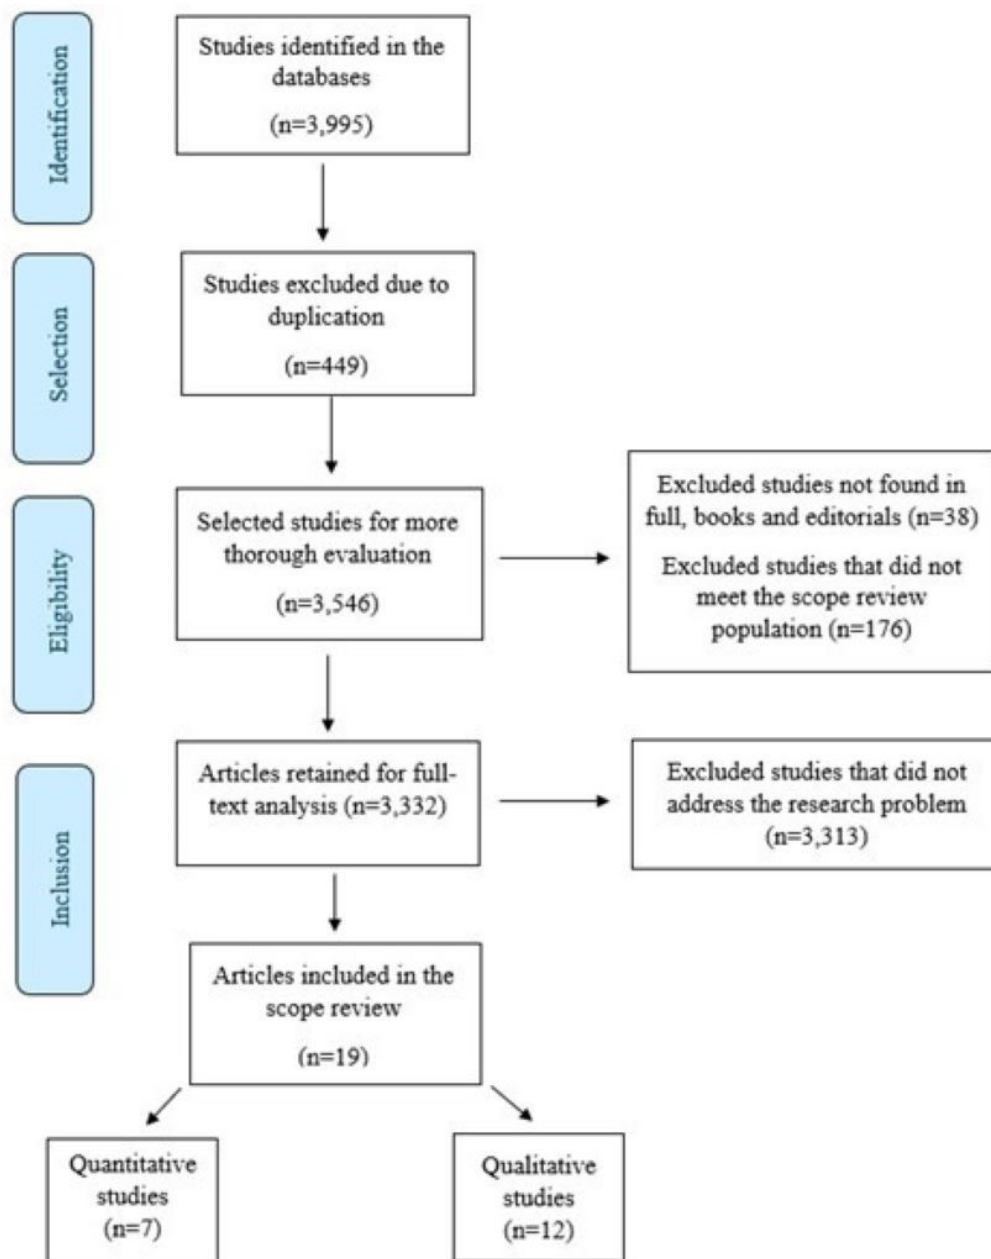 Identification
Studies identified in the
databases
(n=3,995)
Selection
Studies excluded due to
duplication
(n=449)
Eligibility
Selected studies for more
thorough evaluation
(n=3,546)
Excluded studies not found in
full, books and editorials (n=38)
Excluded studies that did not
meet the scope review
population (n=176)
Inclusion
Articles retained for full-
text analysis (n=3,332)
Excluded studies that did not
address the research problem
(n=3,313)
Articles included in the
scope review
(n=19)
Quantitative
studies
(n=7)
Qualitative
studies
(n=12)